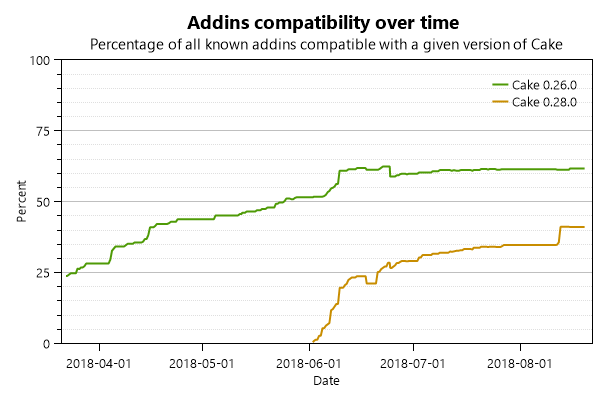 Addins compatibility over time
Percentage of all known addins compatible with a given version of Cake
100
Cake 0.26.0
Cake 0.28.0
75
50
25
0
Percent
2018-04-01 2018-05-01 2018-06-01 2018-07-01 2018-08-01
Date